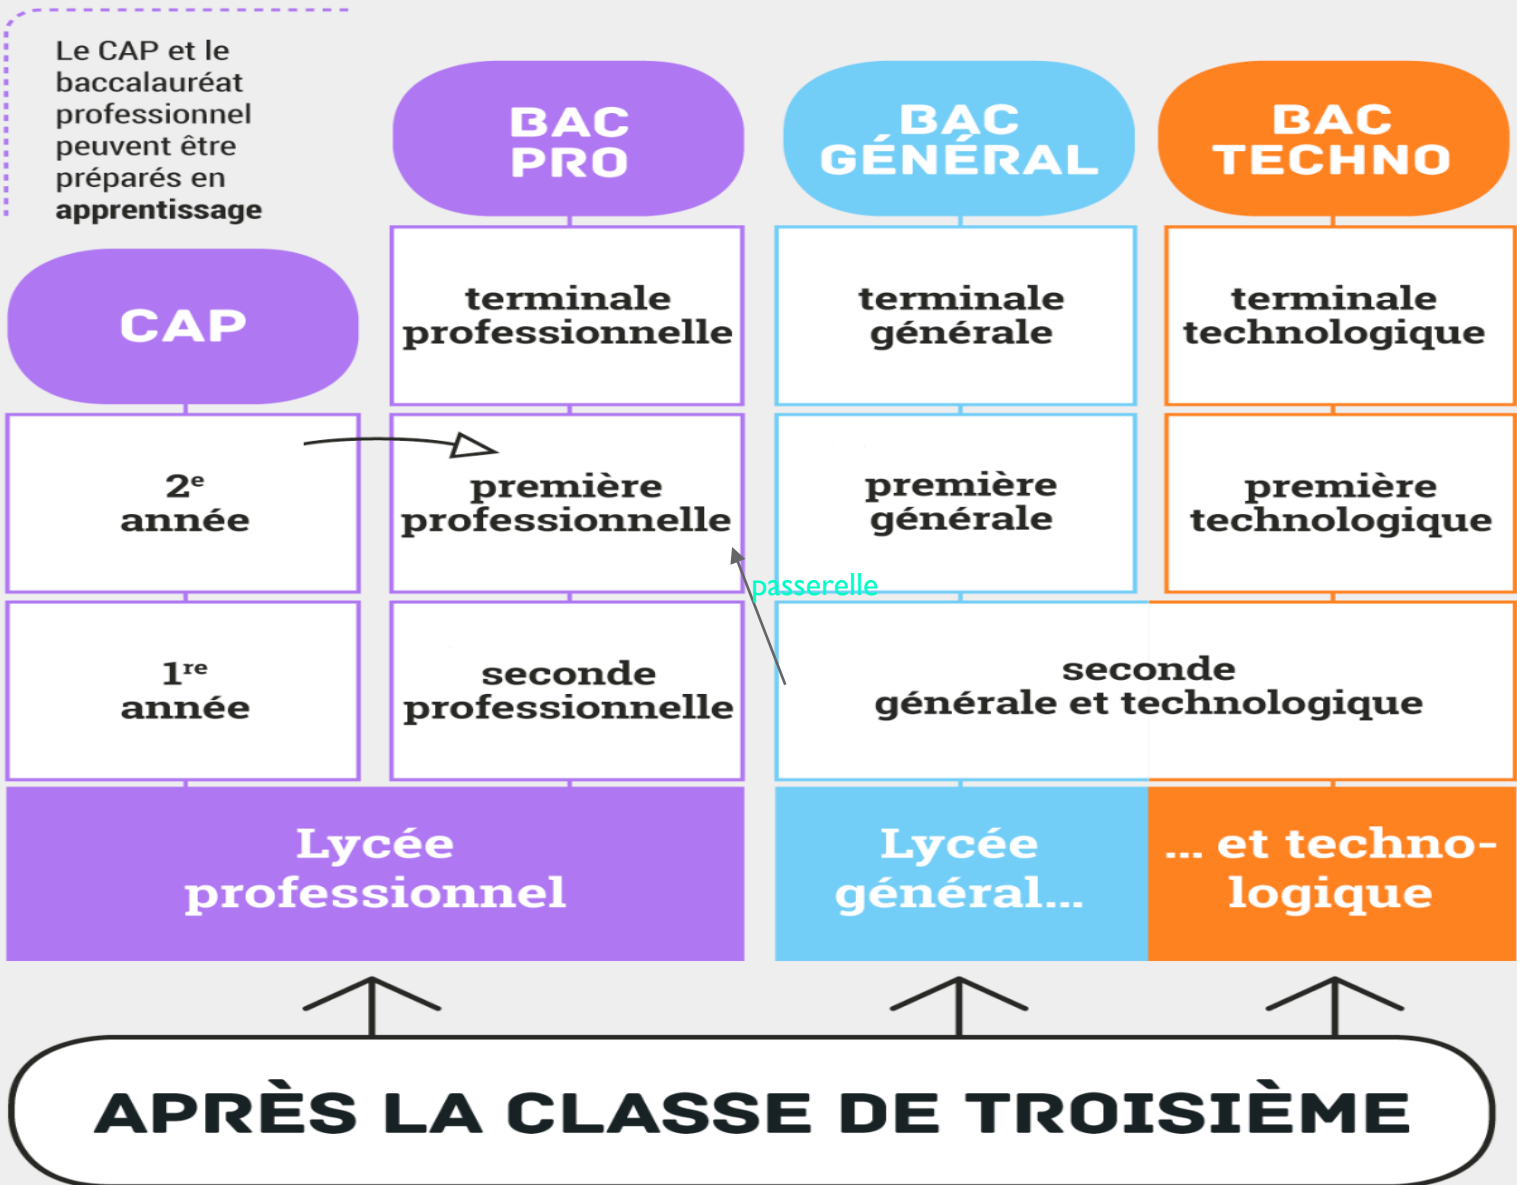 Le CAP et le
baccalauréat
professionnel
peuvent être
préparés en
apprentissage
CAP
2e
année
1re
année
BAC
PRO
terminale
professionnelle
première
professionnelle
seconde
professionnelle
Lycée
professionnel
BAC
GÉNÉRAL
terminale
générale
première
générale
passerelle
BAC
TECHNO
terminale
technologique
première
technologique
seconde
générale et technologique
Lycée
général...
... et techno-
logique
APRÈS LA CLASSE DE TROISIÈME